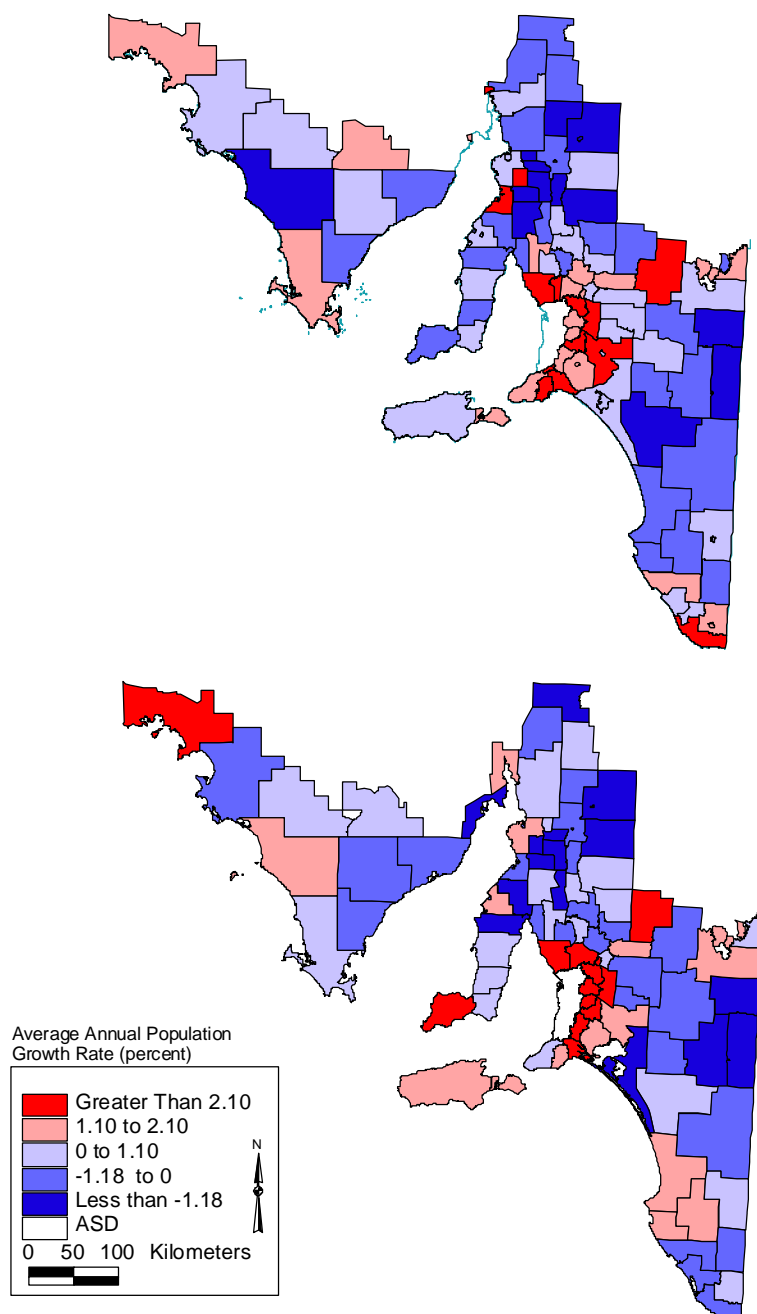 Average Annual Population
Growth Rate (percent)
Greater Than 2.10
1.10 to 2.10
0 to 1.10
-1.18 to 0
Less than -1.18
ASD
N
0 50 100 Kilometers